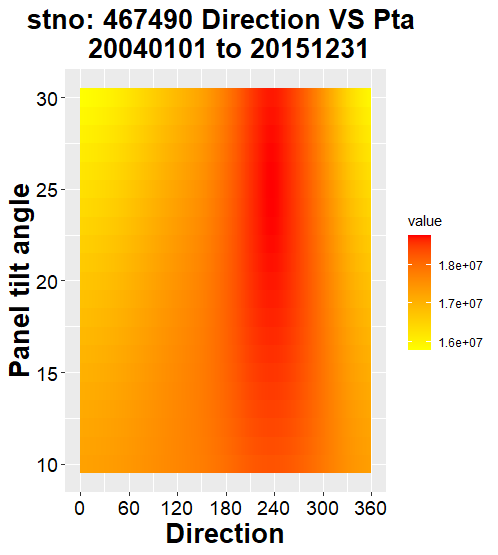 stno: 467490 Direction VS Pta
20040101 to 20151231
30
25
20
15
10
Panel tilt angle
0 60 120 180 240 300 360
Direction
value
1.8e+07
1.7e+07
1.6e+07